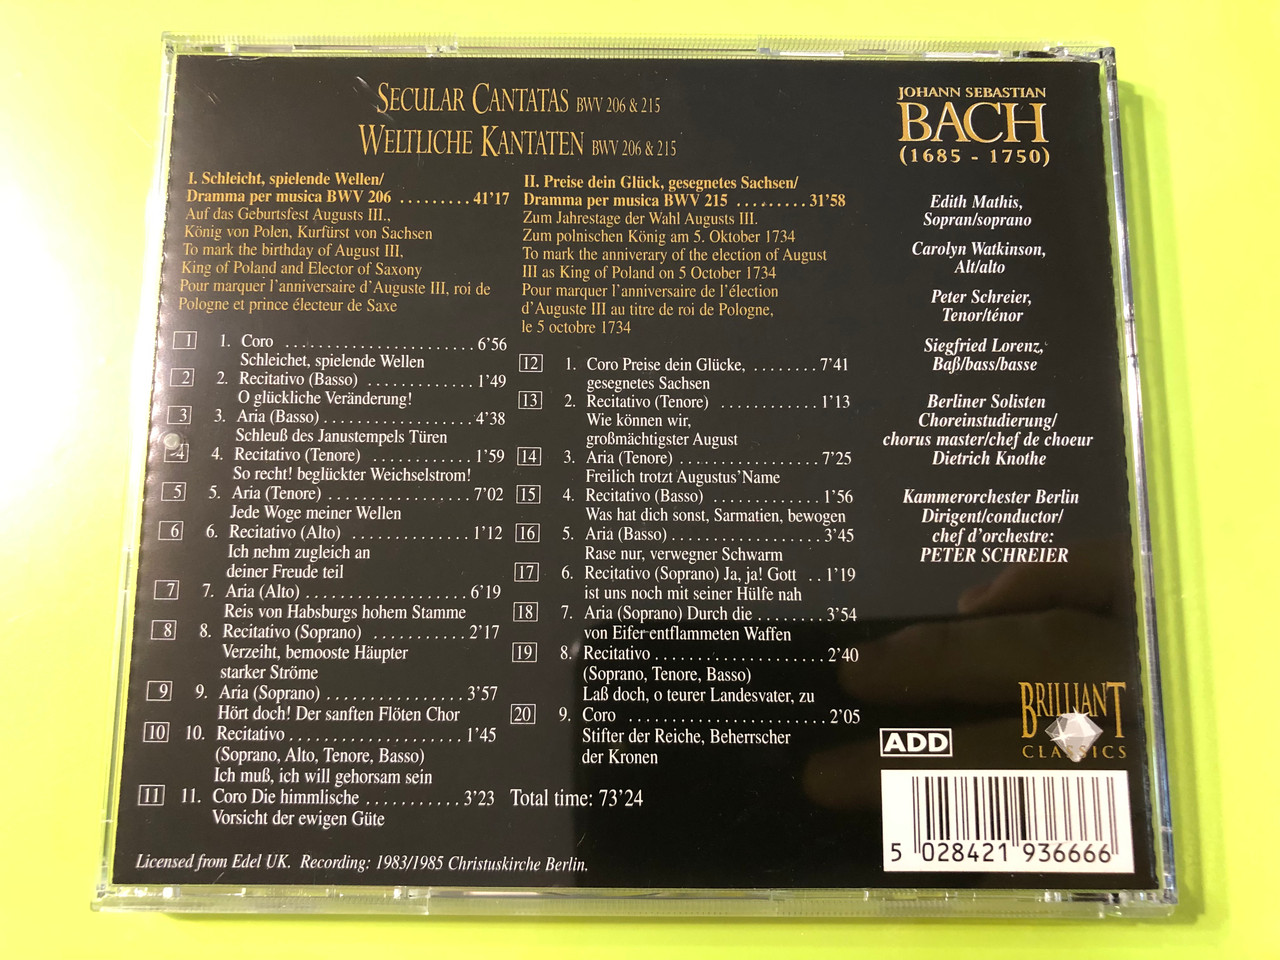 SECULAR CANTATAS BWV 206 & 215
WELTLICHE KANTATEN BWV 206 & 215
I. Schleicht, spielende Wellen/
Dramma per musica BWV 206 ......... 41'17
Auf das Geburtsfest Augusts III.,
König von Polen, Kurfürst von Sachsen
To mark the birthday of August III,
King of Poland and Elector of Saxony
Pour marquer l'anniversaire d'Auguste III, roi de
Pologne et prince électeur de Saxe
1 1. Coro ........................ 6'56
Schleichet, spielende Wellen
2 2. Recitativo (Basso) ............. 1'49
O glückliche Veränderung!
3 3. Aria (Basso) ................... 4'38
Schleuß des Janustempels Türen
4 4. Recitativo (Tenore) ............ 1'59
So recht! beglückter Weichselstrom!
5 5. Aria (Tenore) .................. 7'02
Jede Woge meiner Wellen
6 6. Recitativo (Alto) .............. 1'12
Ich nehm zugleich an
deiner Freude teil
7 7. Aria (Alto) .................... 6'19
Reis von Habsburgs hohem Stamme
8 8. Recitativo (Soprano) ........... 2'17
Verzeiht, bemooste Häupter
starker Ströme
9 9. Aria (Soprano) ................. 3'57
Hört doch! Der sanften Flöten Chor
10 10. Recitativo ...................... 1'45
(Soprano, Alto, Tenore, Basso)
Ich muß, ich will gehorsam sein
11 11. Coro Die himmlische ........... 3'23
Vorsicht der ewigen Güte
II. Preise dein Glück, gesegnetes Sachsen/
Dramma per musica BWV 215 ......... 31'58
Zum Jahrestage der Wahl Augusts III.
Zum polnischen König am 5. Oktober 1734
To mark the anniverary of the election of August
III as King of Poland on 5 October 1734
Pour marquer l'anniversaire de l'élection
d'Auguste III au titre de roi de Pologne,
le 5 octobre 1734
12 1. Coro Preise dein Glücke, ........ 7'41
gesegnetes Sachsen
13 2. Recitativo (Tenore) ........... 1'13
Wie können wir,
großmächtigster August
14 3. Aria (Tenore) ................. 7'25
Freilich trotzt Augustus' Name
15 4. Recitativo (Basso) ............. 1'56
Was hat dich sonst, Sarmatien, bewogen
16 5. Aria (Basso) .................. 3'45
Rase nur, verwegner Schwarm
17 6. Recitativo (Soprano) Ja, ja! Gott .. 1'19
ist uns noch mit seiner Hülfe nah
18 7. Aria (Soprano) Durch die ........ 3'54
von Eifer entflammeten Waffen
19 8. Recitativo ..................... 2'40
(Soprano, Tenore, Basso)
Laß doch, o teurer Landesvater, zu
20 9. Coro ........................ 2'05
Stifter der Reiche, Beherrscher
der Kronen
Total time: 73'24
Licensed from Edel UK. Recording: 1983/1985 Christuskirche Berlin.
JOHANN SEBASTIAN
BACH
(1685 - 1750)
Edith Mathis,
Sopran/soprano
Carolyn Watkinson,
Alt/alto
Peter Schreier,
Tenor/ténor
Siegfried Lorenz,
Baß/bass/basse
Berliner Solisten
Choreinstudierung/
chorus master/chef de choeur
Dietrich Knothe
Kammerorchester Berlin
Dirigent/conductor/
chef d'orchestre:
PETER SCHREIER
BRILLIANT
CLASSICS
ADD
5 028421 936666